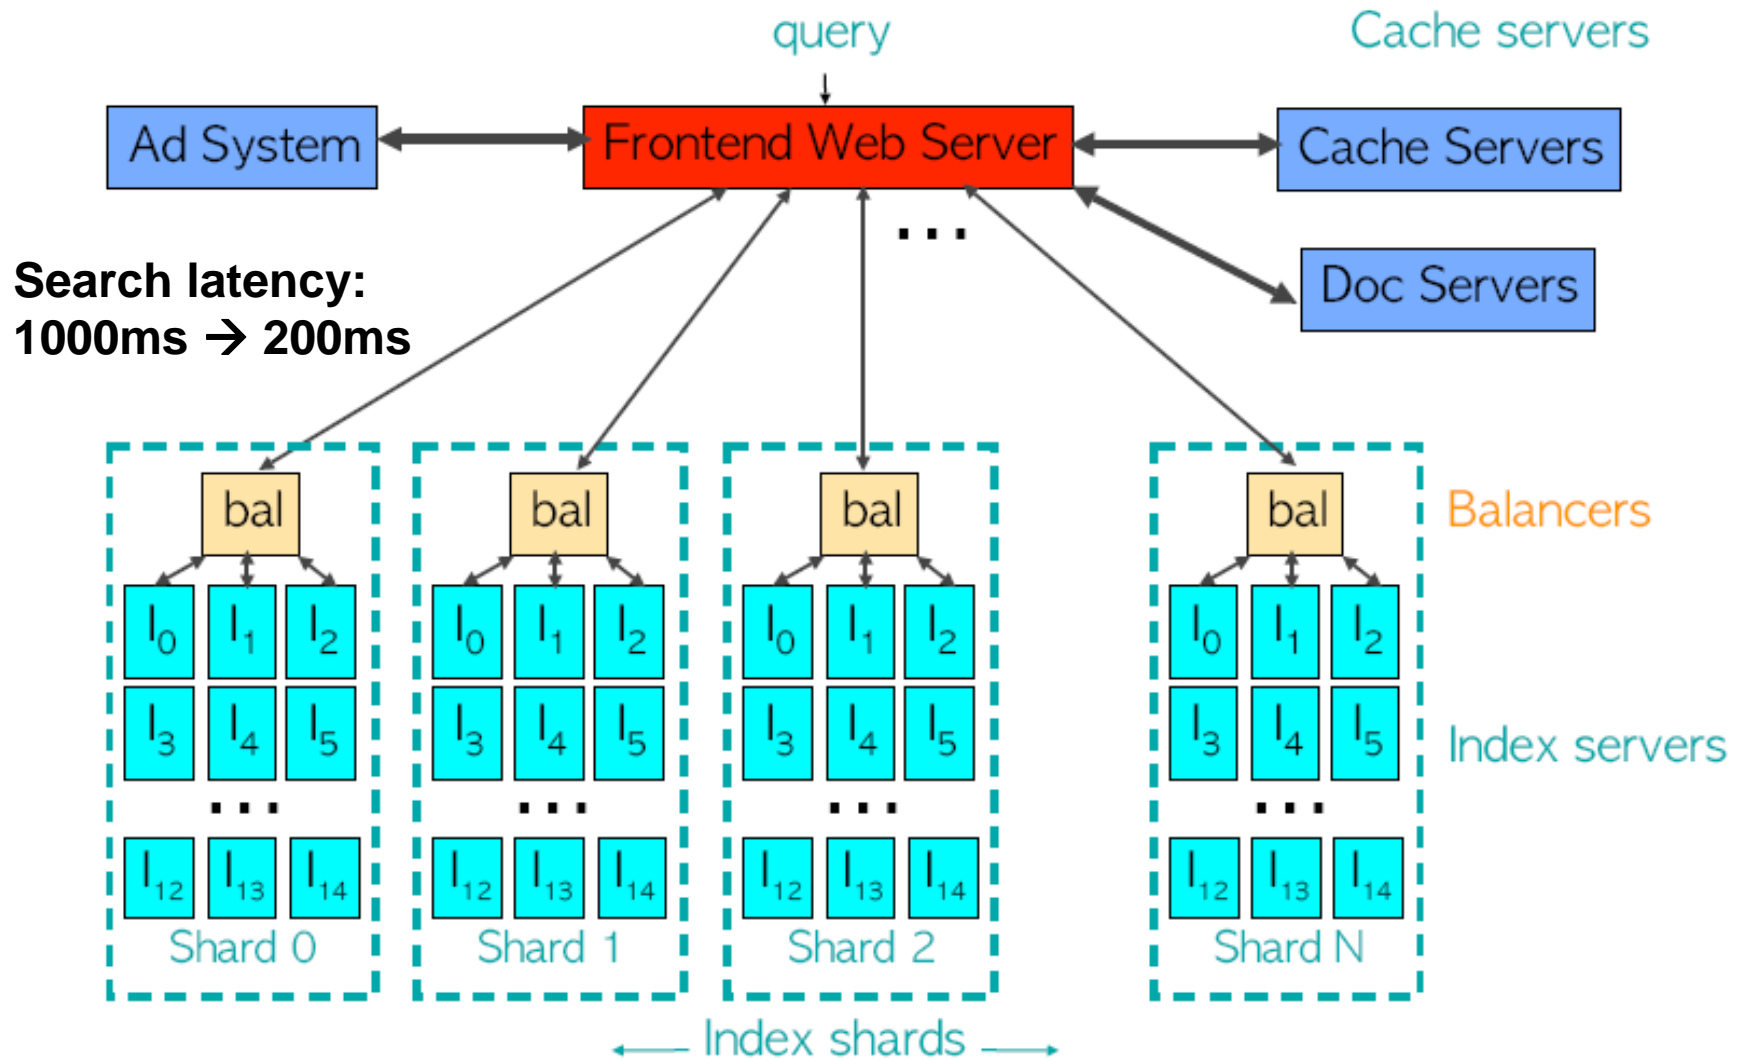 query
Cache servers
Ad System
Frontend Web Server
Cache Servers
...
Doc Servers
Search latency:
1000ms → 200ms
bal
bal
bal
bal
Balancers
I0 I1 I2
I0 I1 I2
I0 I1 I2
I0 I1 I2
I3 I4 I5
I3 I4 I5
I3 I4 I5
I3 I4 I5
Index servers
...
...
...
...
I12 I13 I14
I12 I13 I14
I12 I13 I14
I12 I13 I14
Shard 0
Shard 1
Shard 2
Shard N
Index shards